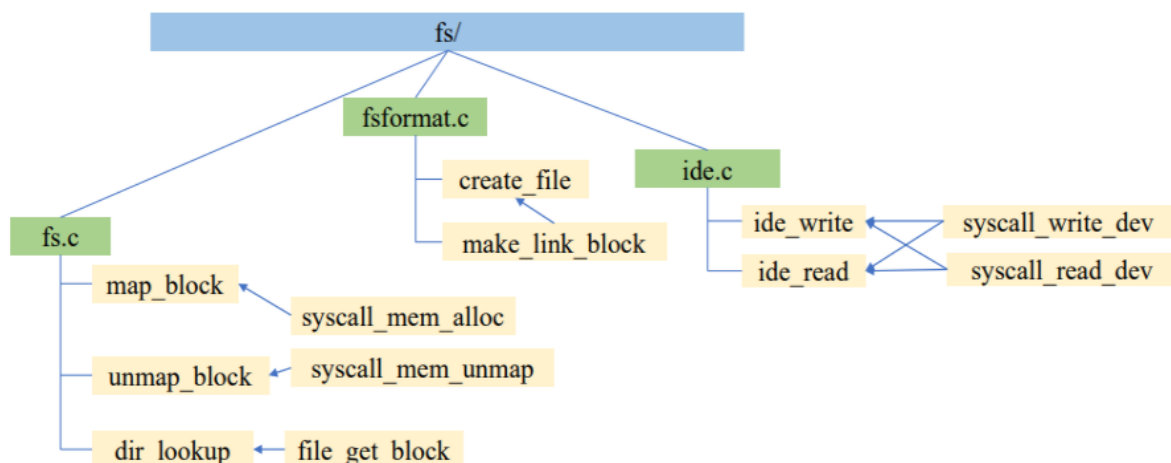 fs/
fsformat.c
create_file
make_link_block
ide.c
ide_write
syscall_write_dev
ide_read
syscall_read_dev
fs.c
map_block
syscall_mem_alloc
unmap_block
syscall_mem_unmap
dir_lookup
file_get_block